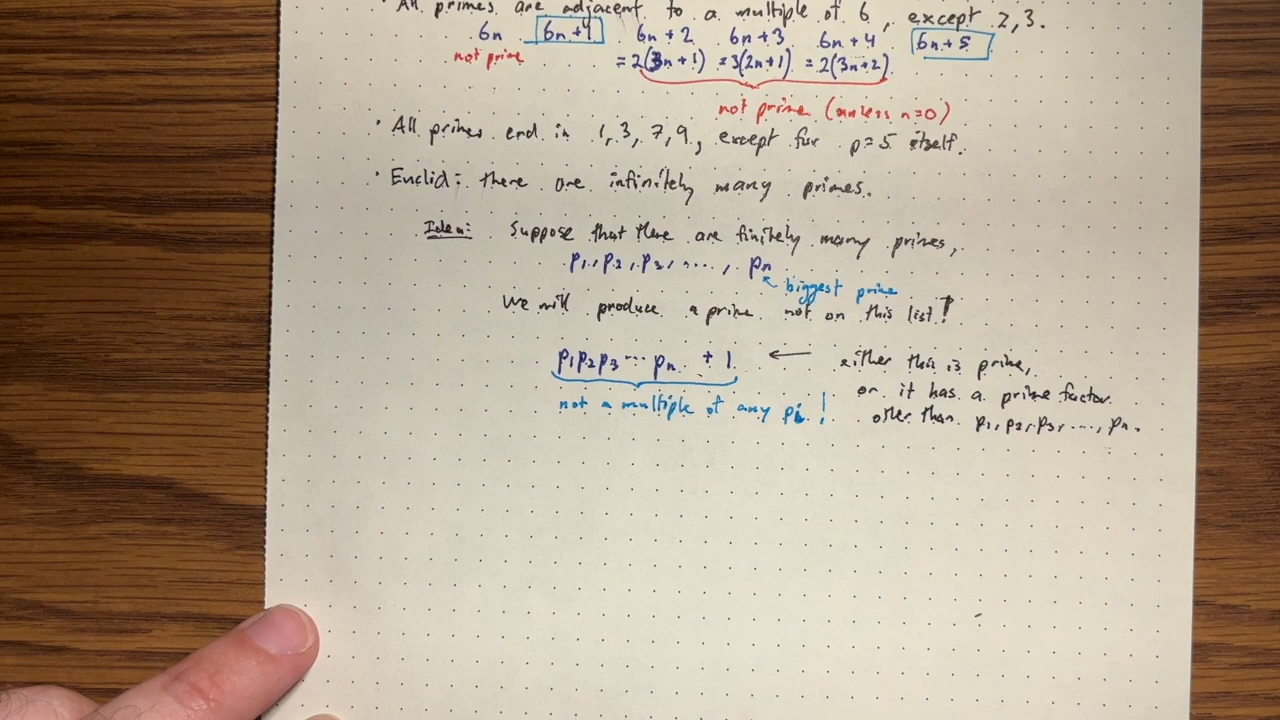 · All primes are adjacent to a multiple of 6, except 2,3.
6n 6n+1 6n+2 6n+3 6n+4 6n+5
not prime =2(3n+1) =3(2n+1) =2(3n+2)
not prime (unless n=0)
· All primes end in 1,3,7,9, except for p=5 itself.
· Euclid: there are infinitely many primes.
Idea: Suppose that there are finitely many primes,
p₁, p₂, p₃, ...., pₙ
↖ biggest prime
We will produce a prime not on this list!
p₁p₂p₃ ··· pₙ + 1 ← either this is prime,
or it has a prime factor
not a multiple of any pᵢ! other than p₁, p₂, p₃, ...., pₙ.